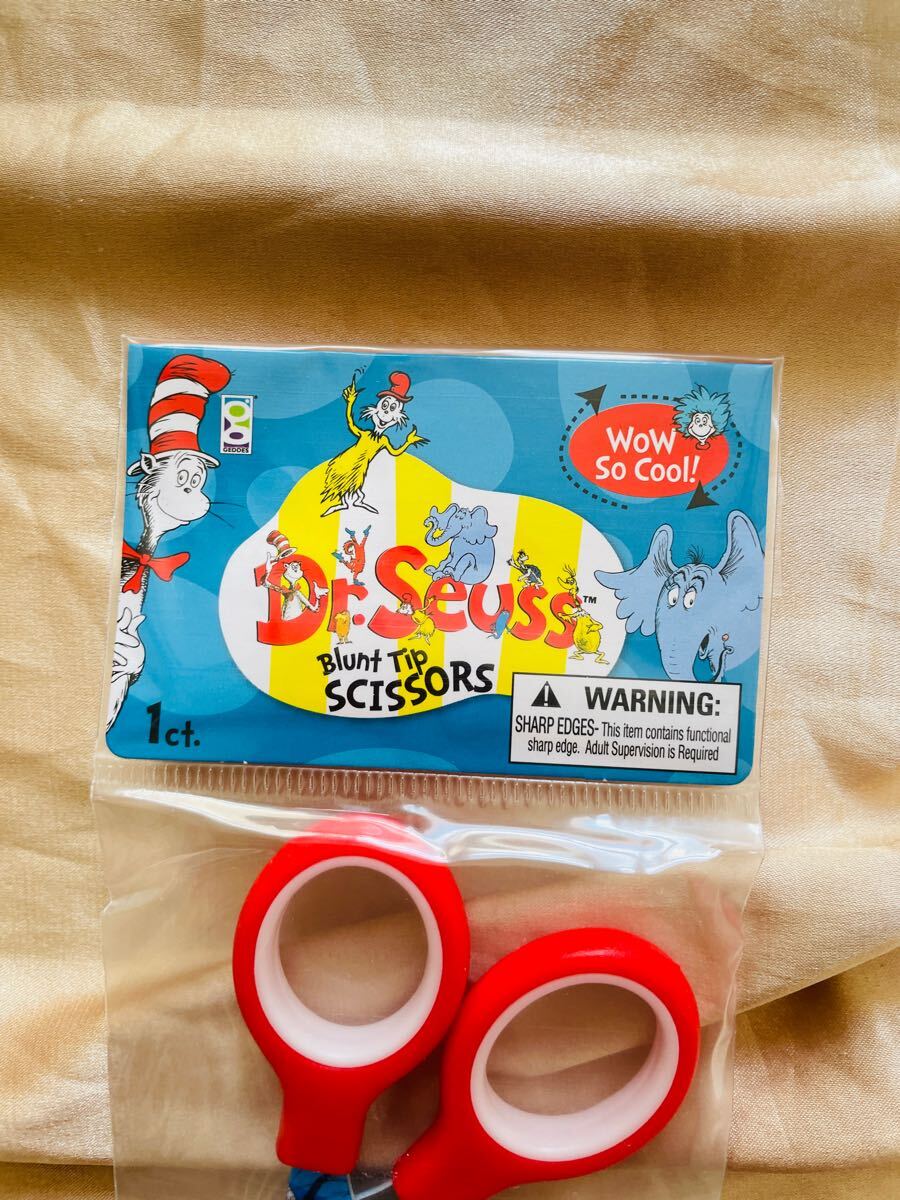 GEDDES
WOW
So Cool!
Dr. Seuss™
Blunt Tip
SCISSORS
1ct.
WARNING:
SHARP EDGES- This item contains functional
sharp edge. Adult Supervision is Required